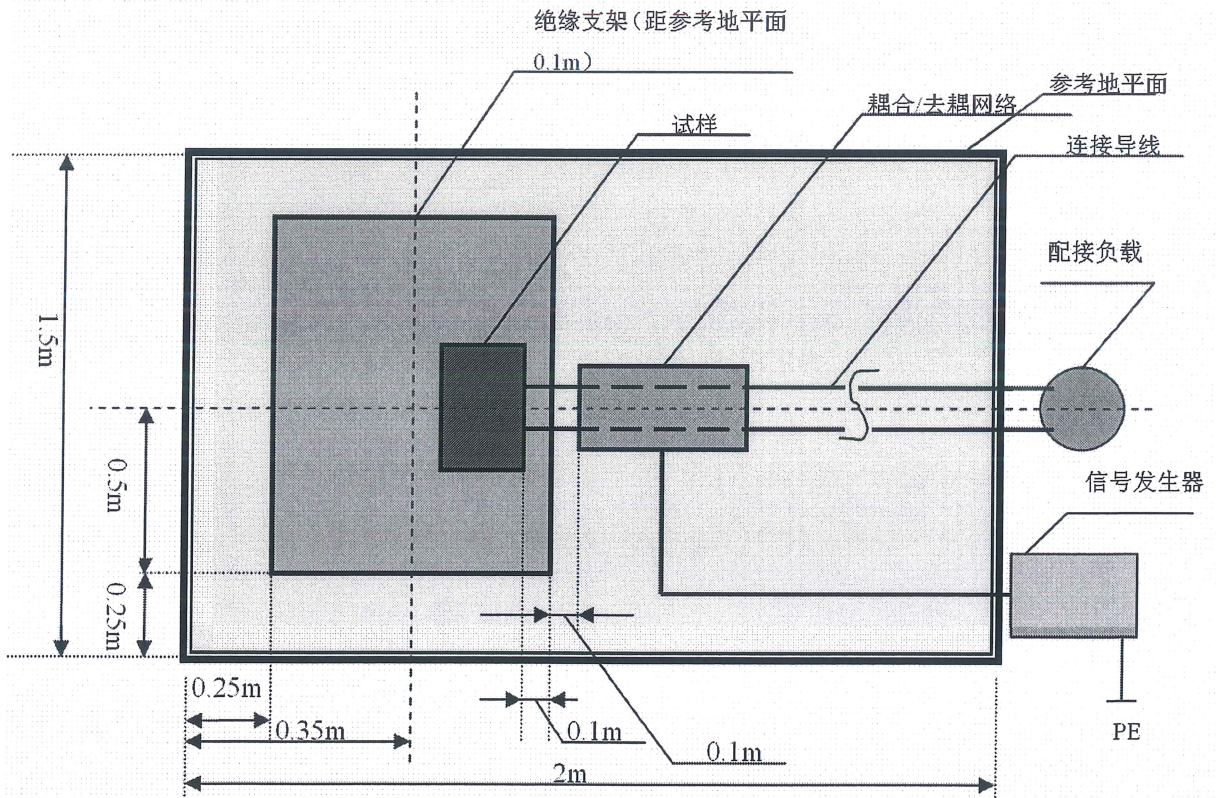 绝缘支架（距参考地平面
0.1m）
参考地平面
耦合/去耦网络
试样
连接导线
配接负载
1.5m
0.5m
信号发生器
0.25m
0.25m
0.35m
0.1m
0.1m
PE
2m